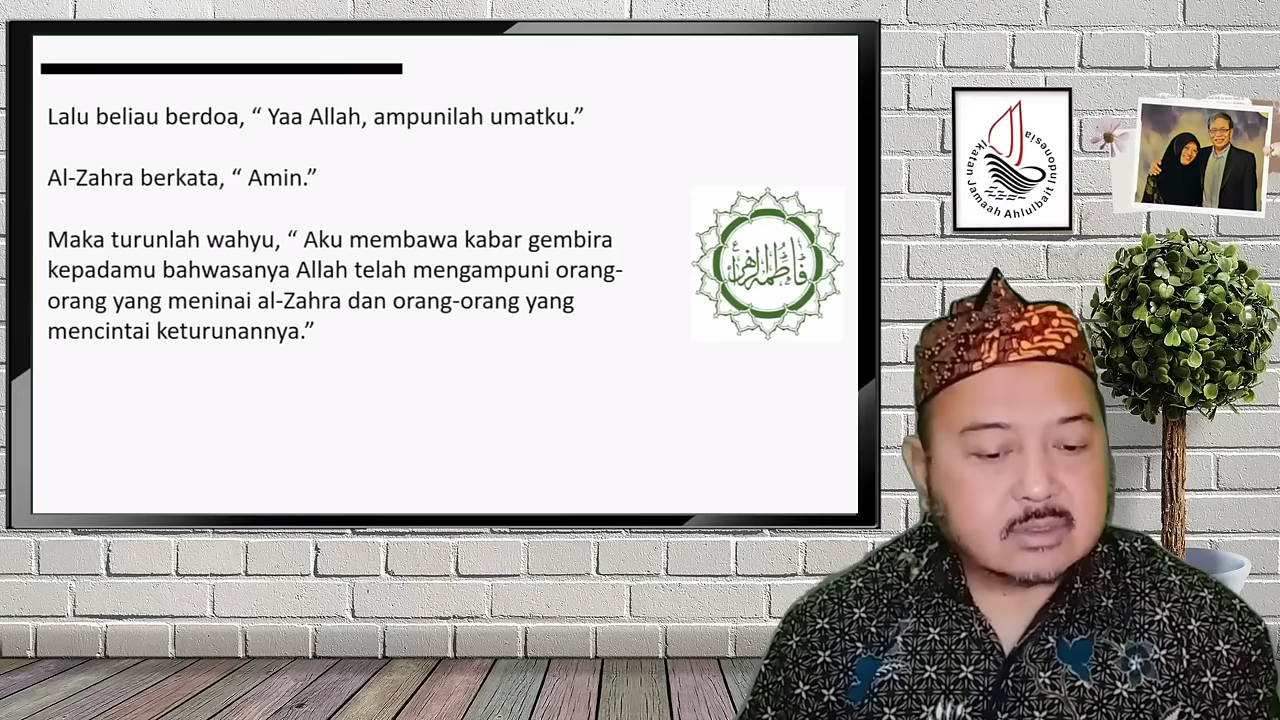 Lalu beliau berdoa, “ Yaa Allah, ampunilah umatku.”
Al-Zahra berkata, “ Amin.”
Maka turunlah wahyu, “ Aku membawa kabar gembira
kepadamu bahwasanya Allah telah mengampuni orang-
orang yang meninai al-Zahra dan orang-orang yang
mencintai keturunannya.”
فاطمة الزهراء
Ikatan Jamaah Ahlulbait Indonesia